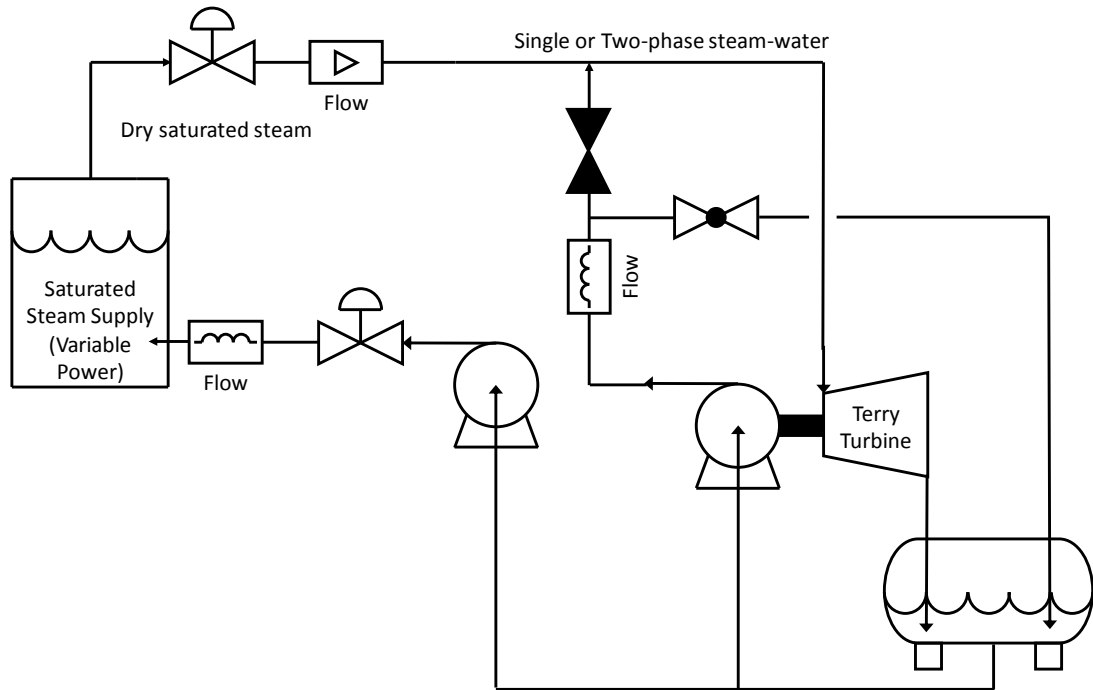 Single or Two-phase steam-water
Flow
Dry saturated steam
Flow
Saturated
Steam Supply
(Variable
Power)
Flow
Terry
Turbine